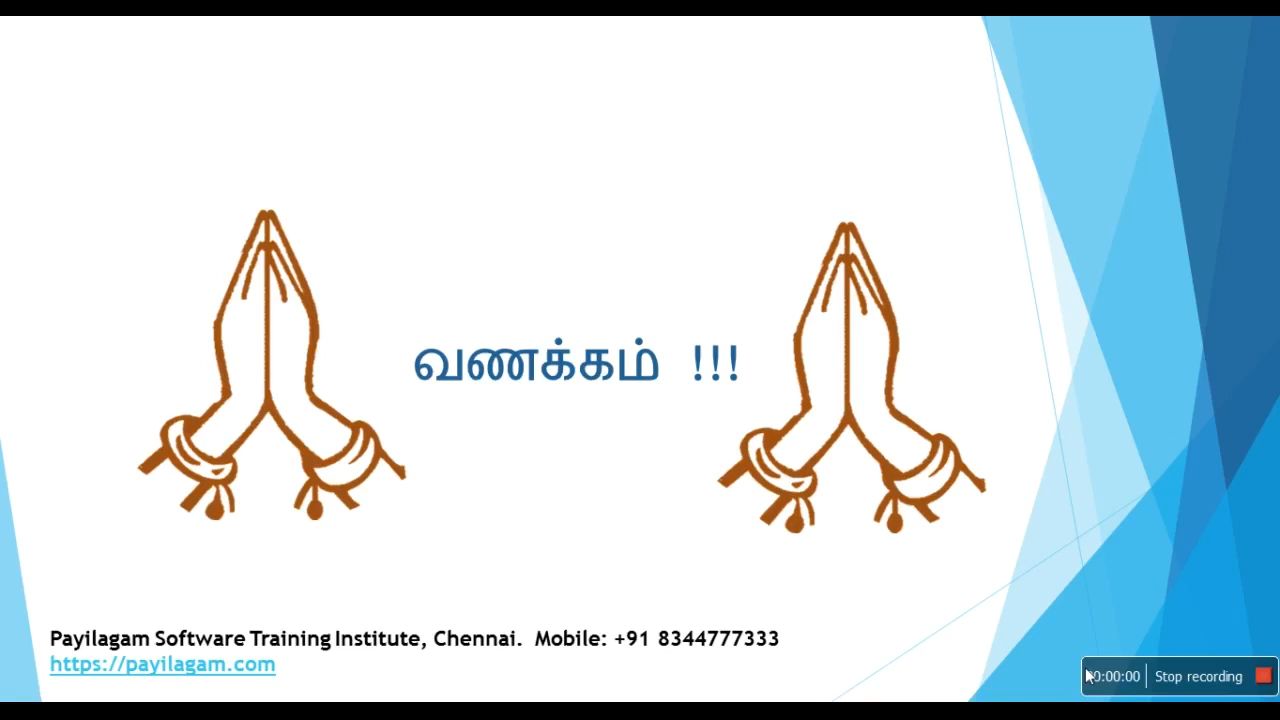 வணக்கம் !!!
Payilagam Software Training Institute, Chennai. Mobile: +91 8344777333
https://payilagam.com
0:00:00 Stop recording